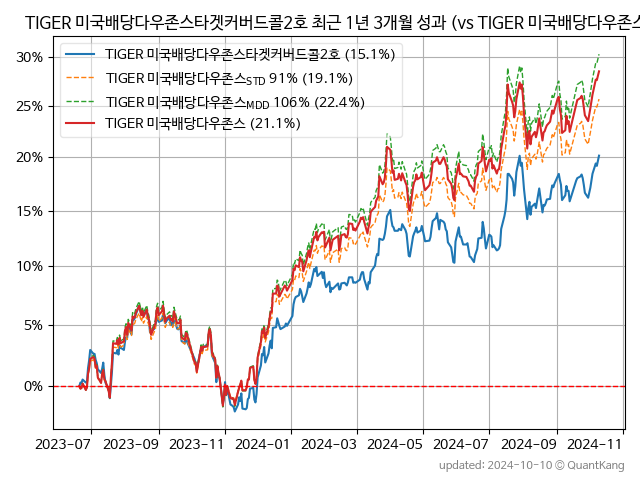 TIGER 미국배당다우존스타겟커버드콜2호 최근 1년 3개월 성과 (vs TIGER 미국배당다우존스
30%
25%
20%
15%
10%
5%
0%
TIGER 미국배당다우존스타겟커버드콜2호 (15.1%)
TIGER 미국배당다우존스STD 91% (19.1%)
TIGER 미국배당다우존스MDD 106% (22.4%)
TIGER 미국배당다우존스 (21.1%)
2023-07 2023-09 2023-11 2024-01 2024-03 2024-05 2024-07 2024-09 2024-11
updated: 2024-10-10 © QuantKang